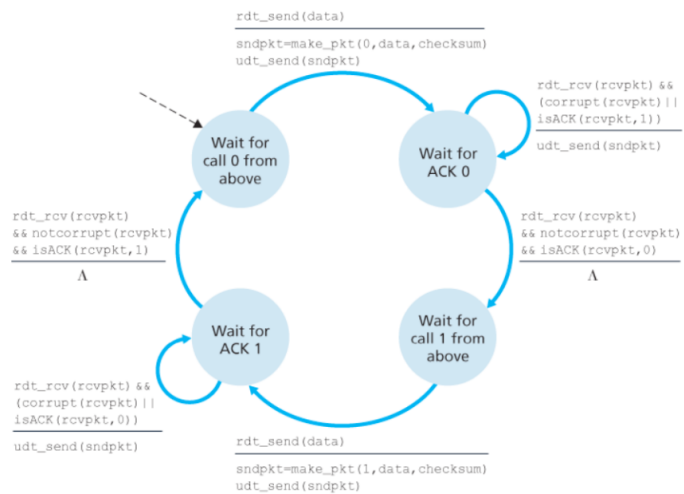 rdt_send(data)
sndpkt=make_pkt(0,data,checksum)
udt_send(sndpkt)
Wait for
call 0 from
above
Wait for
ACK 0
rdt_rcv(rcvpkt) &&
(corrupt(rcvpkt)||
isACK(rcvpkt,1))
udt_send(sndpkt)
rdt_rcv(rcvpkt)
&& notcorrupt(rcvpkt)
&& isACK(rcvpkt,1)
Λ
rdt_rcv(rcvpkt)
&& notcorrupt(rcvpkt)
&& isACK(rcvpkt,0)
Λ
Wait for
ACK 1
Wait for
call 1 from
above
rdt_rcv(rcvpkt) &&
(corrupt(rcvpkt)||
isACK(rcvpkt,0))
udt_send(sndpkt)
rdt_send(data)
sndpkt=make_pkt(1,data,checksum)
udt_send(sndpkt)